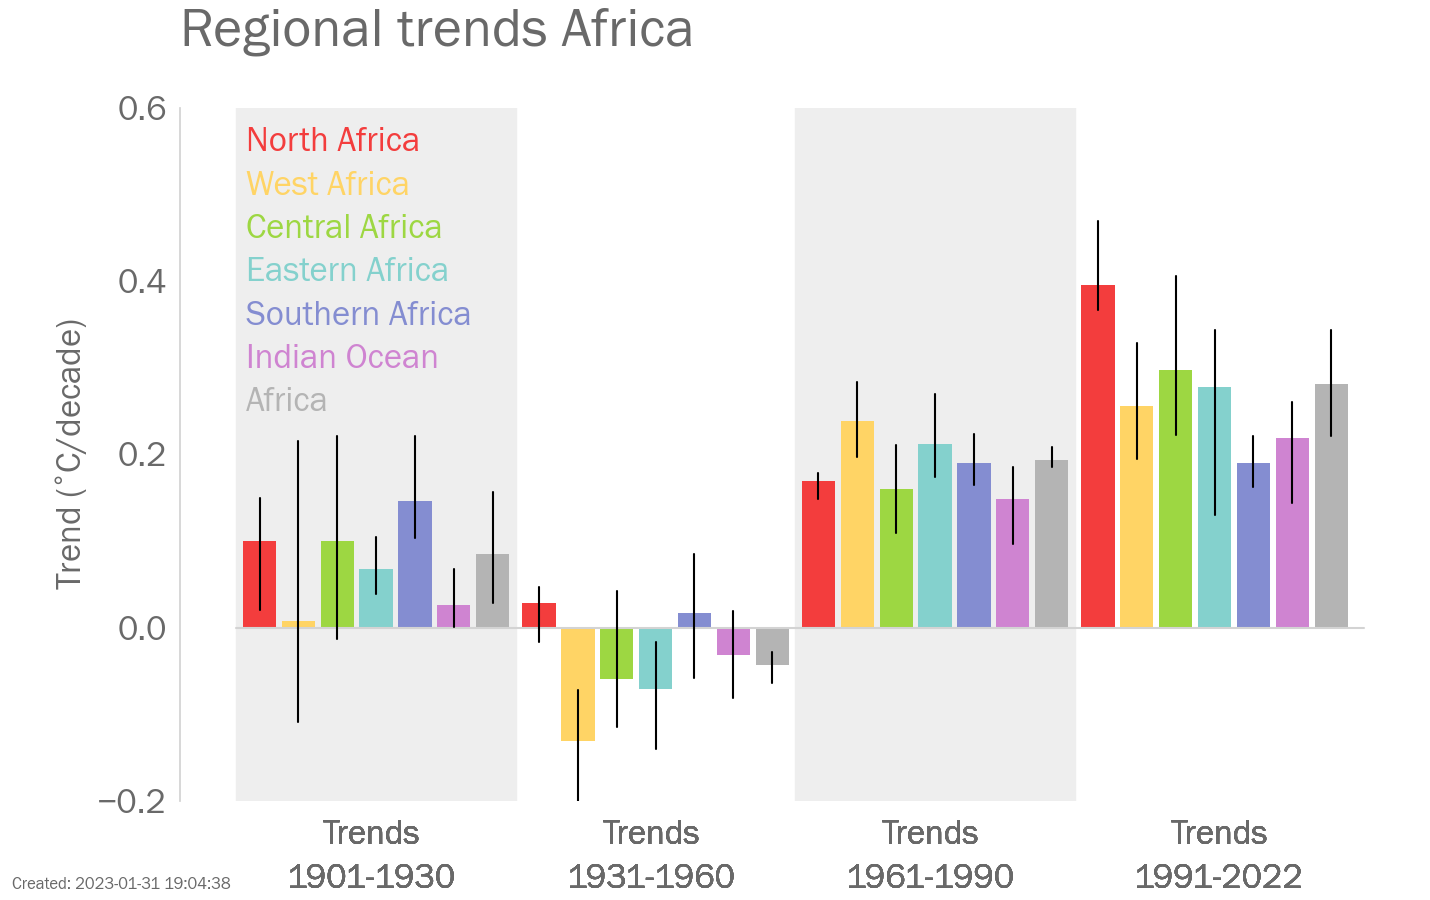 Regional trends Africa
0.6
North Africa
West Africa
Central Africa
Eastern Africa
Southern Africa
Indian Ocean
Africa
0.4
0.2
0.0
−0.2
Trend (˚C/decade)
Trends
1901-1930
Trends
1931-1960
Trends
1961-1990
Trends
1991-2022
Created: 2023-01-31 19:04:38